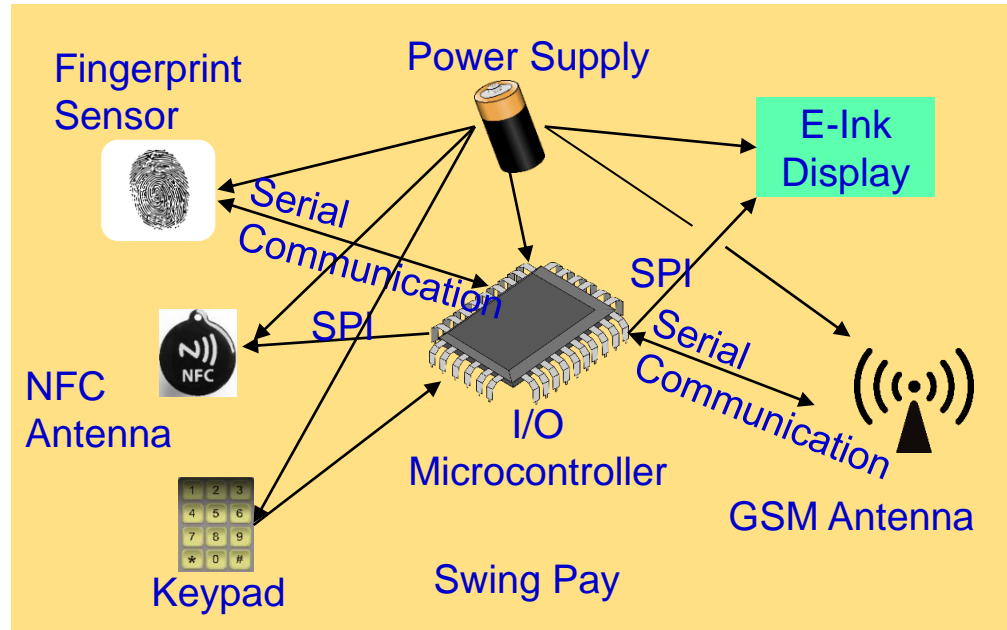 Power Supply
Fingerprint
Sensor
E-Ink
Display
Serial
Communication
SPI
SPI
NFC
NFC
Antenna
Serial
Communication
I/O
Microcontroller
GSM Antenna
1 2 3
4 5 6
7 8 9
* 0 #
Keypad
Swing Pay